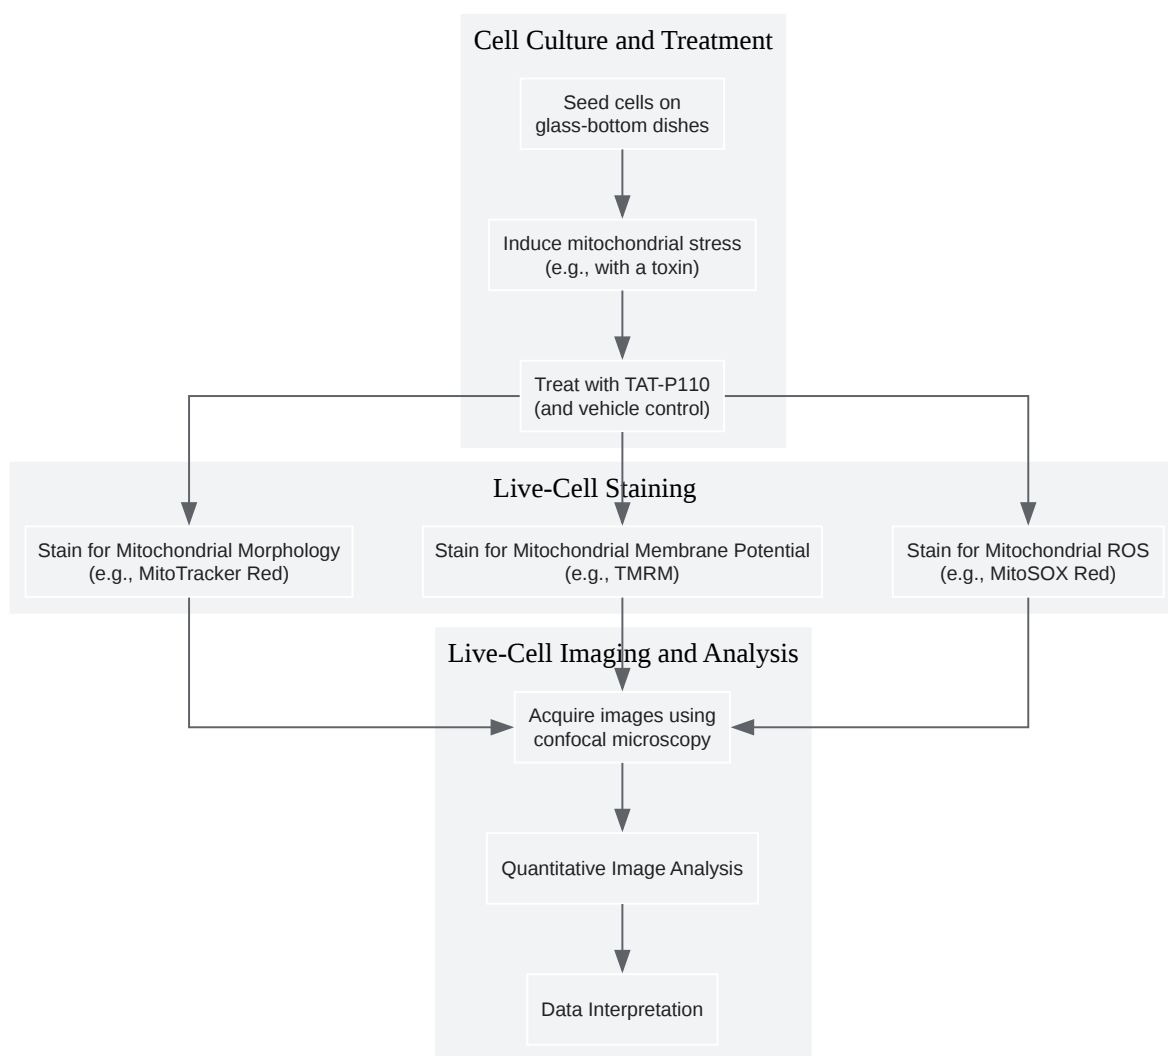 Cell Culture and Treatment
Seed cells on
glass-bottom dishes
Induce mitochondrial stress
(e.g., with a toxin)
Treat with TAT-P110
(and vehicle control)
Live-Cell Staining
Stain for Mitochondrial Morphology
(e.g., MitoTracker Red)
Stain for Mitochondrial Membrane Potential
(e.g., TMRM)
Stain for Mitochondrial ROS
(e.g., MitoSOX Red)
Live-Cell Imaging and Analysis
Acquire images using
confocal microscopy
Quantitative Image Analysis
Data Interpretation